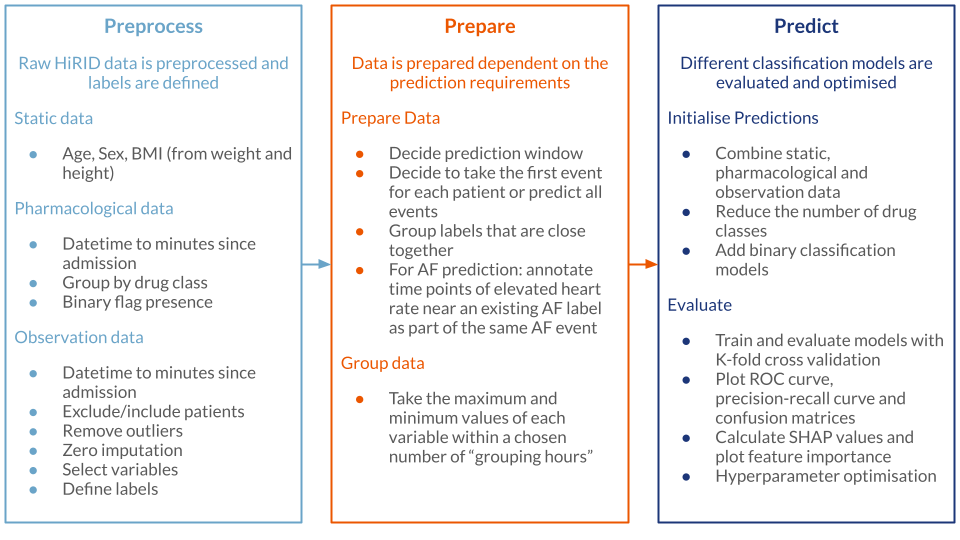 Preprocess
Raw HiRID data is preprocessed and
labels are defined
Static data
● Age, Sex, BMI (from weight and
height)
Pharmacological data
● Datetime to minutes since
admission
● Group by drug class
● Binary flag presence
Observation data
● Datetime to minutes since
admission
● Exclude/include patients
● Remove outliers
● Zero imputation
● Select variables
● Define labels
Prepare
Data is prepared dependent on the
prediction requirements
Prepare Data
● Decide prediction window
● Decide to take the first event
for each patient or predict all
events
● Group labels that are close
together
● For AF prediction: annotate
time points of elevated heart
rate near an existing AF label
as part of the same AF event
Group data
● Take the maximum and
minimum values of each
variable within a chosen
number of “grouping hours”
Predict
Different classification models are
evaluated and optimised
Initialise Predictions
● Combine static,
pharmacological and
observation data
● Reduce the number of drug
classes
● Add binary classification
models
Evaluate
● Train and evaluate models with
K-fold cross validation
● Plot ROC curve,
precision-recall curve and
confusion matrices
● Calculate SHAP values and
plot feature importance
● Hyperparameter optimisation